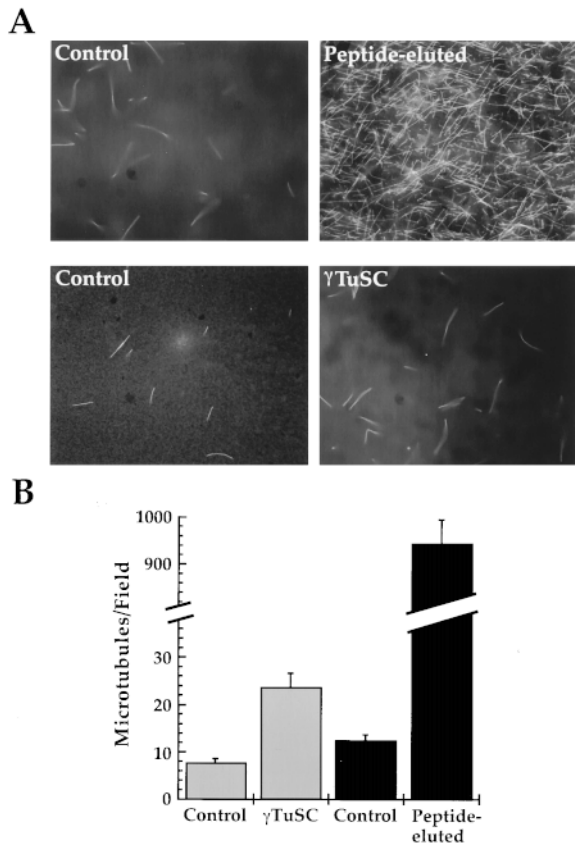 A
Control
Peptide-eluted
Control
γTuSC
B
Microtubules/Field
1000
900
30
20
10
0
Control
γTuSC
Control
Peptide-
eluted